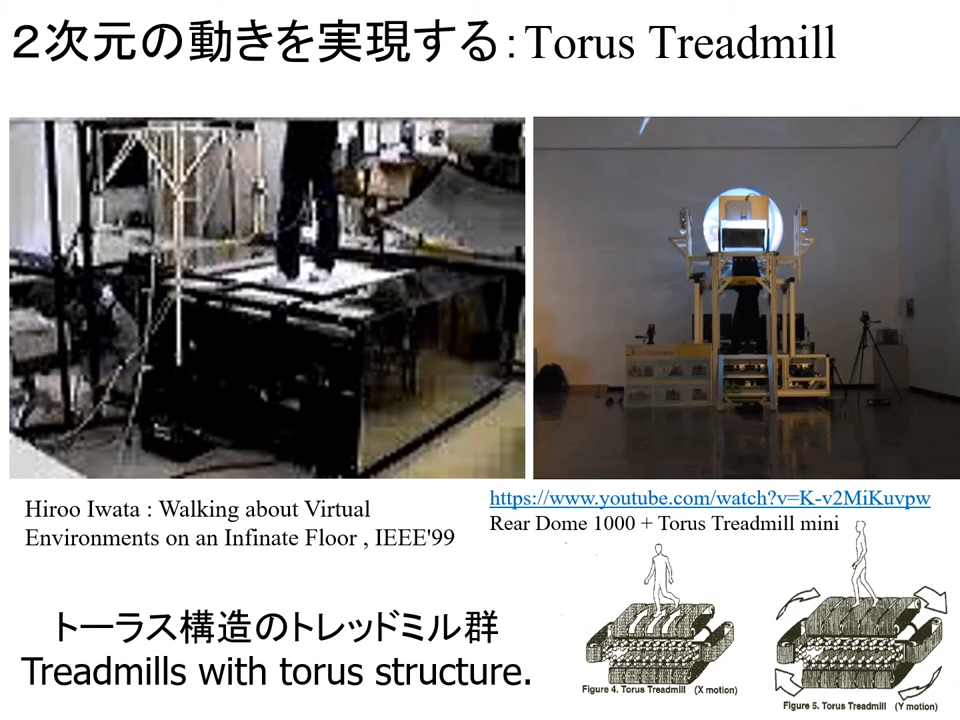 ２次元の動きを実現する：Torus Treadmill
Hiroo Iwata : Walking about Virtual
Environments on an Infinate Floor , IEEE'99
https://www.youtube.com/watch?v=K-v2MiKuvpw
Rear Dome 1000 + Torus Treadmill mini
トーラス構造のトレッドミル群
Treadmills with torus structure.
Figure 4. Torus Treadmill (X motion)
Figure 5. Torus Treadmill (Y motion)